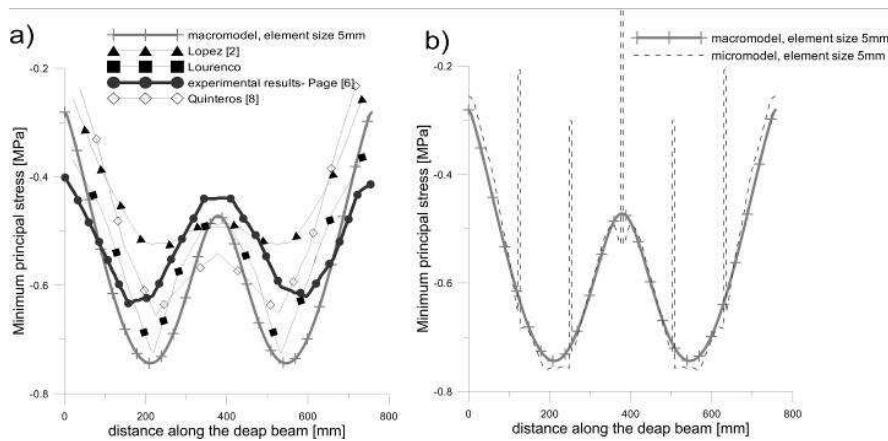 a)
macromodel, element size 5mm
Lopez [2]
Lourenco
experimental results- Page [6]
Quinteros [8]
-0.2
-0.4
-0.6
-0.8
Minimum principal stress [MPa]
0 200 400 600 800
distance along the deap beam [mm]
b)
macromodel, element size 5mm
micromodel, element size 5mm
-0.2
-0.4
-0.6
-0.8
Minimum principal stress [MPa]
0 200 400 600 800
distance along the deap beam [mm]